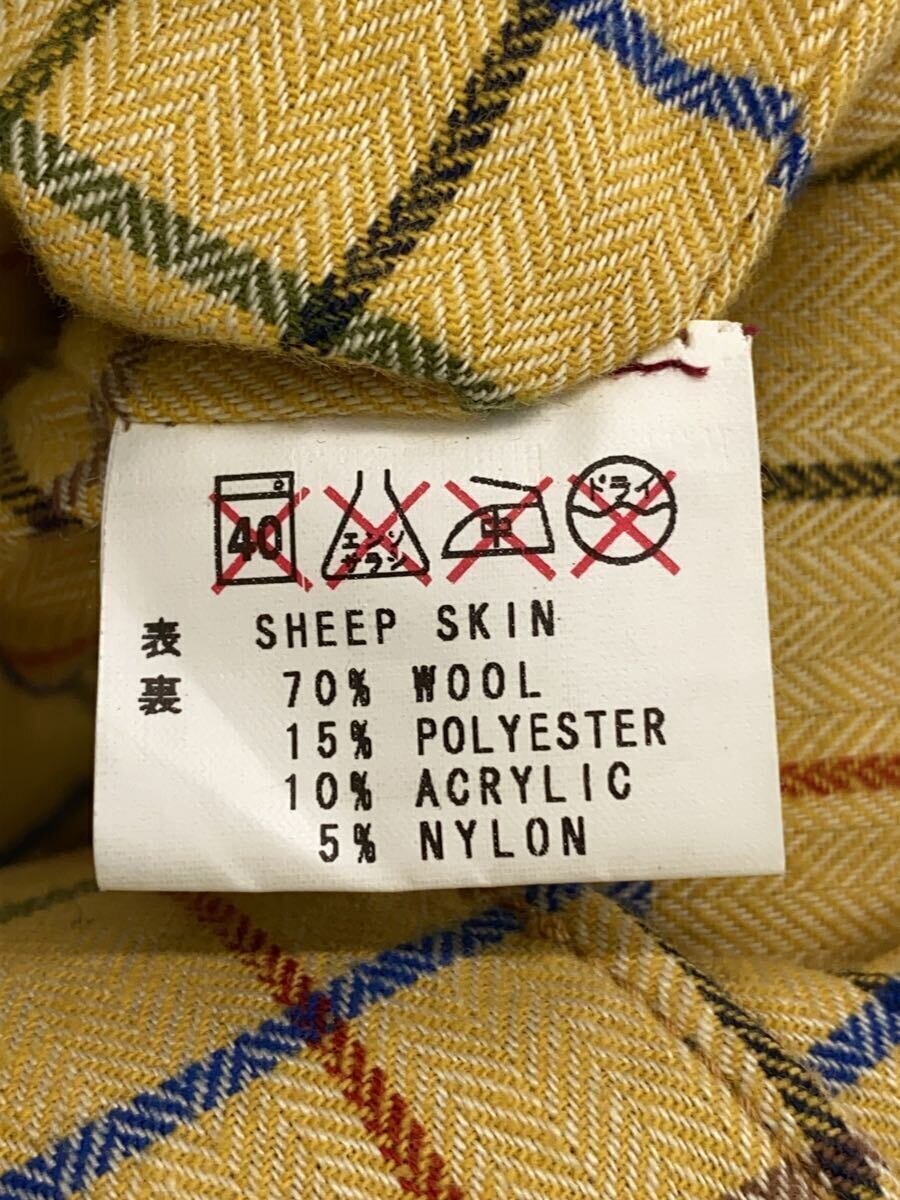 40 エンソ サラシ 中 ドライ
表 SHEEP SKIN
裏 70% WOOL
15% POLYESTER
10% ACRYLIC
5% NYLON